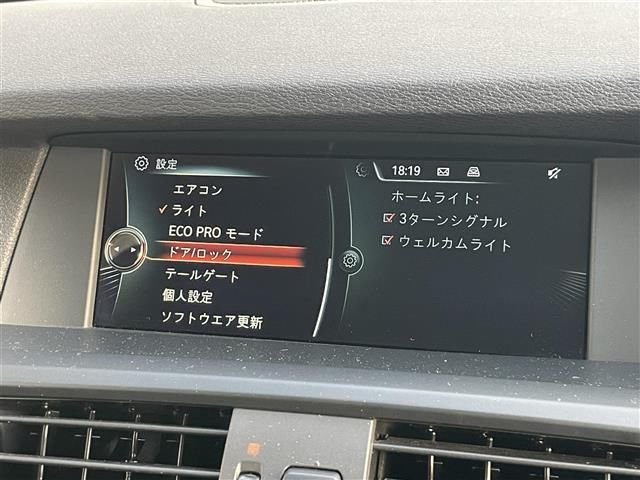 設定
エアコン
✓ ライト
ECO PRO モード
ドア/ロック
テールゲート
個人設定
ソフトウエア更新
18:19
ホームライト:
3ターンシグナル
ウェルカムライト